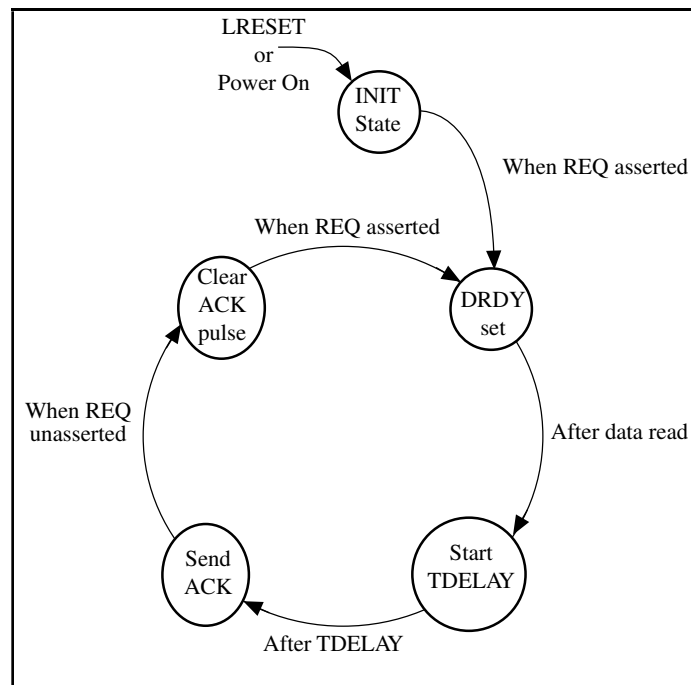 LRESET
or
Power On
INIT
State
When REQ asserted
When REQ asserted
Clear
ACK
pulse
DRDY
set
When REQ
unasserted
After data read
Send
ACK
Start
TDELAY
After TDELAY